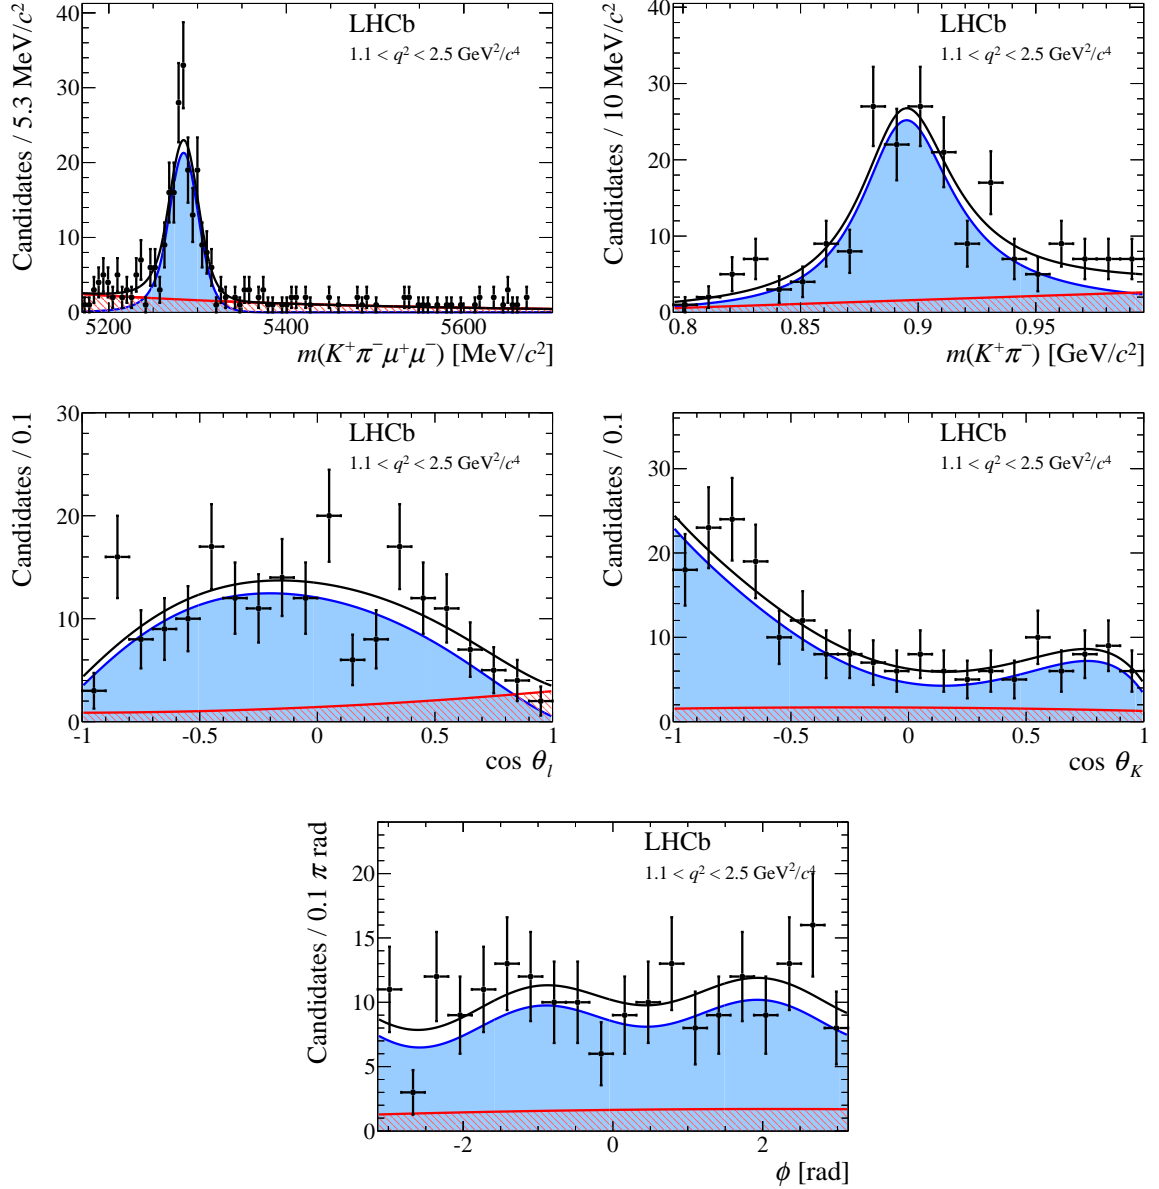 Candidates / 5.3 MeV/c²
40
30
20
10
0
LHCb
1.1 < q² < 2.5 GeV²/c⁴
5200 5400 5600
m(K⁺π⁻μ⁺μ⁻) [MeV/c²]
Candidates / 10 MeV/c²
40
30
20
10
0
LHCb
1.1 < q² < 2.5 GeV²/c⁴
0.8 0.85 0.9 0.95
m(K⁺π⁻) [GeV/c²]
Candidates / 0.1
30
20
10
0
LHCb
1.1 < q² < 2.5 GeV²/c⁴
-1 -0.5 0 0.5 1
cos θ_l
Candidates / 0.1
30
20
10
0
LHCb
1.1 < q² < 2.5 GeV²/c⁴
-1 -0.5 0 0.5 1
cos θ_K
Candidates / 0.1 π rad
20
15
10
5
0
LHCb
1.1 < q² < 2.5 GeV²/c⁴
-2 0 2
ϕ [rad]